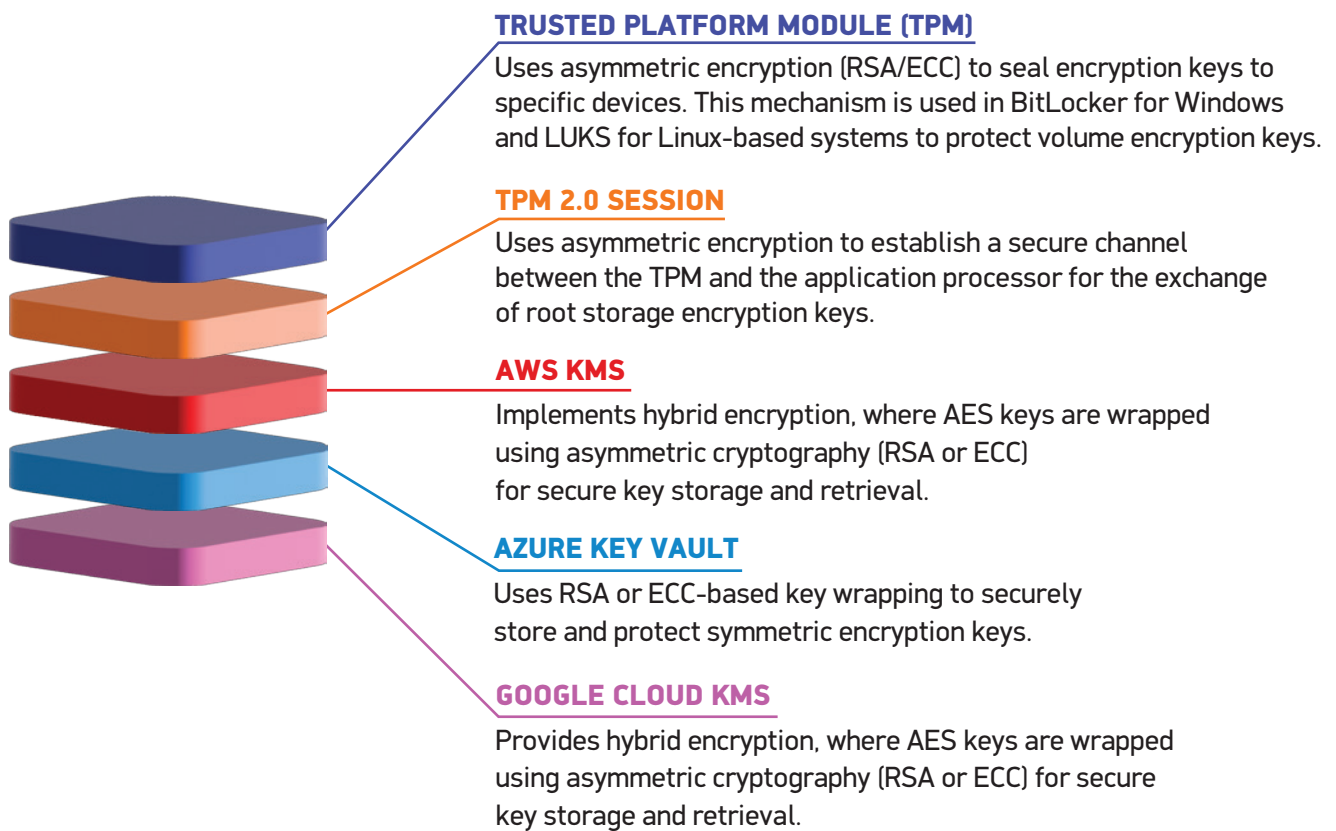 TRUSTED PLATFORM MODULE (TPM)
Uses asymmetric encryption (RSA/ECC) to seal encryption keys to
specific devices. This mechanism is used in BitLocker for Windows
and LUKS for Linux-based systems to protect volume encryption keys.
TPM 2.0 SESSION
Uses asymmetric encryption to establish a secure channel
between the TPM and the application processor for the exchange
of root storage encryption keys.
AWS KMS
Implements hybrid encryption, where AES keys are wrapped
using asymmetric cryptography (RSA or ECC)
for secure key storage and retrieval.
AZURE KEY VAULT
Uses RSA or ECC-based key wrapping to securely
store and protect symmetric encryption keys.
GOOGLE CLOUD KMS
Provides hybrid encryption, where AES keys are wrapped
using asymmetric cryptography (RSA or ECC) for secure
key storage and retrieval.